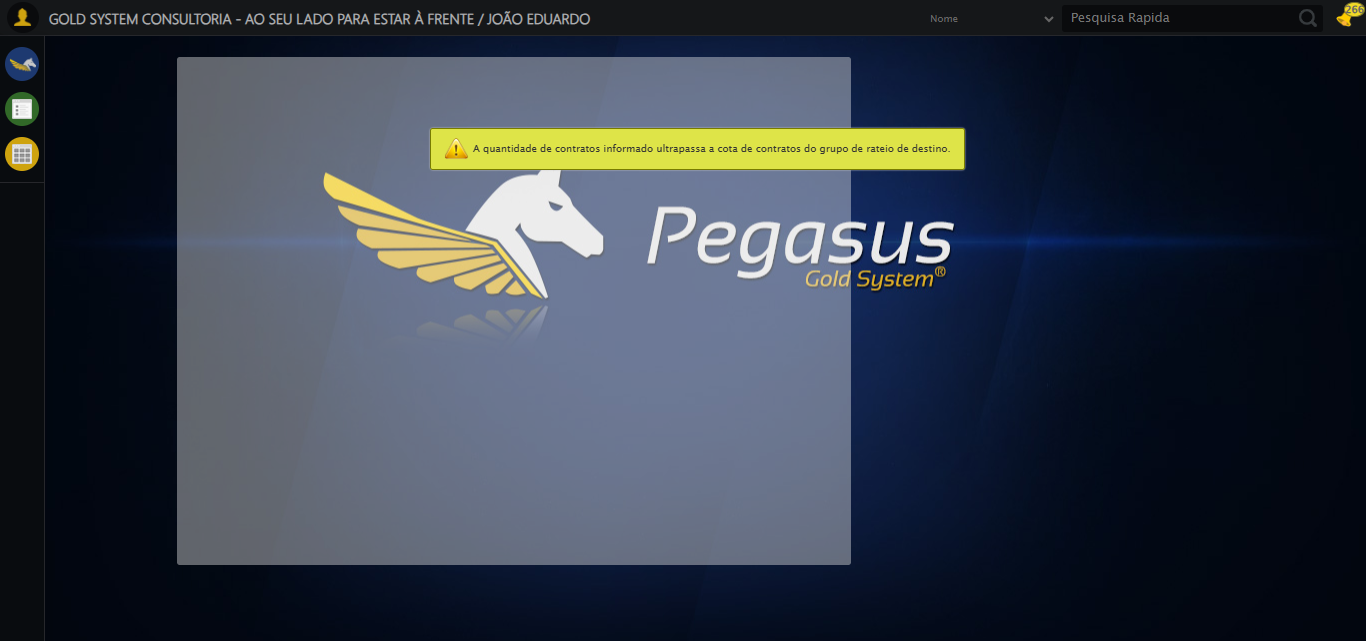 GOLD SYSTEM CONSULTORIA - AO SEU LADO PARA ESTAR À FRENTE / JOÃO EDUARDO
Nome
Pesquisa Rapida
266
A quantidade de contratos informado ultrapassa a cota de contratos do grupo de rateio de destino.
Pegasus
Gold System®